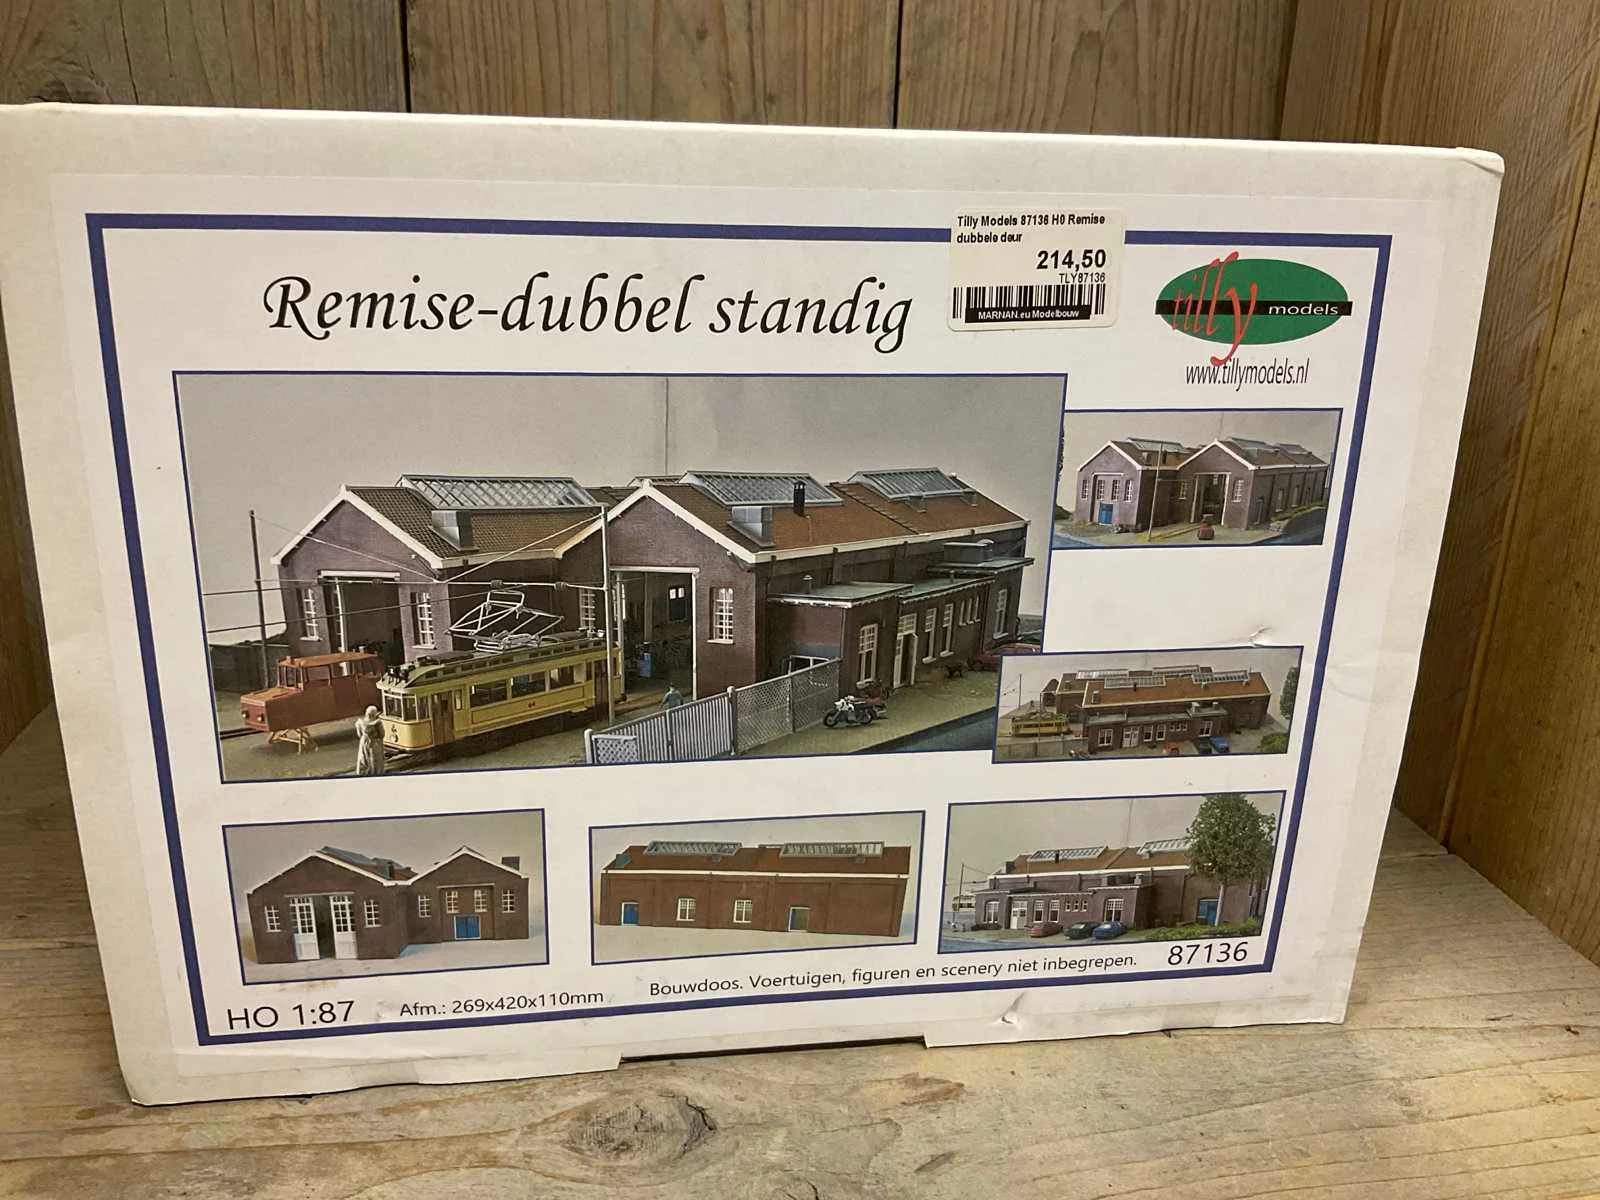 Tilly Models 87136 H0 Remise
dubbele deur
214,50
TLY87136
MARNAN.eu Modelbouw
Remise-dubbel standig
tilly models
www.tillymodels.nl
Bouwdoos. Voertuigen, figuren en scenery niet inbegrepen.
87136
HO 1:87
Afm.: 269x420x110mm